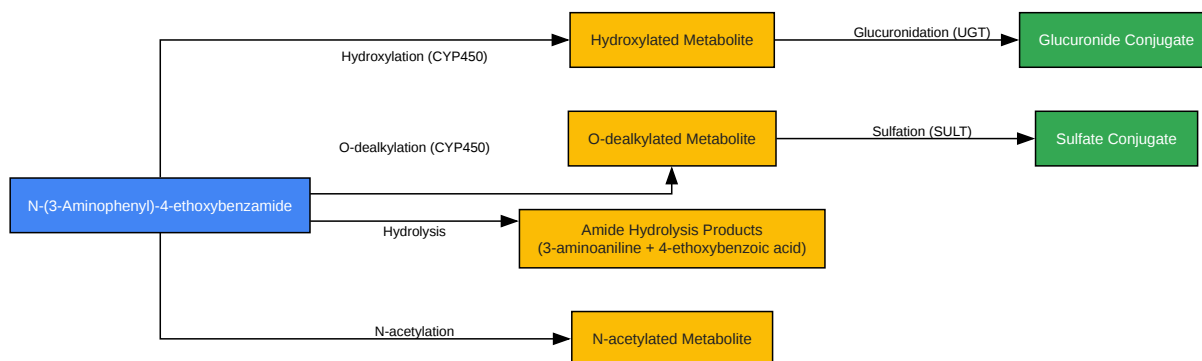 Hydroxylated Metabolite
Glucuronidation (UGT)
Glucuronide Conjugate
Hydroxylation (CYP450)
O-dealkylated Metabolite
Sulfation (SULT)
Sulfate Conjugate
O-dealkylation (CYP450)
N-(3-Aminophenyl)-4-ethoxybenzamide
Hydrolysis
Amide Hydrolysis Products
(3-aminoaniline + 4-ethoxybenzoic acid)
N-acetylation
N-acetylated Metabolite